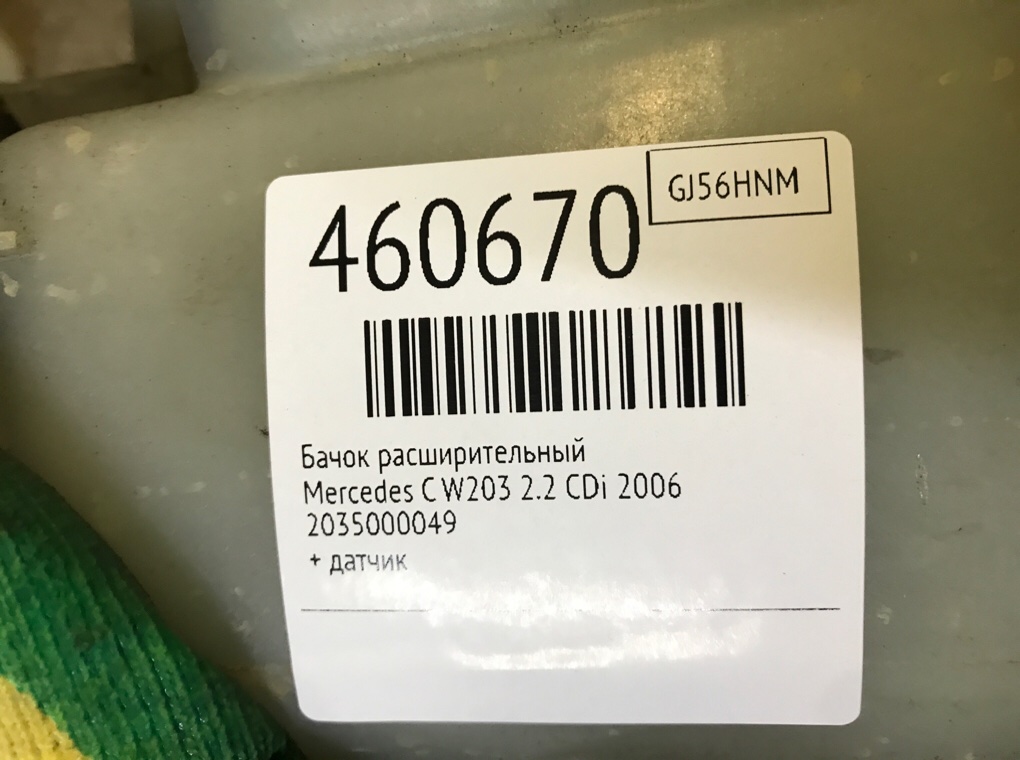 GJ56HNM
460670
Бачок расширительный
Mercedes C W203 2.2 CDi 2006
2035000049
+ датчик